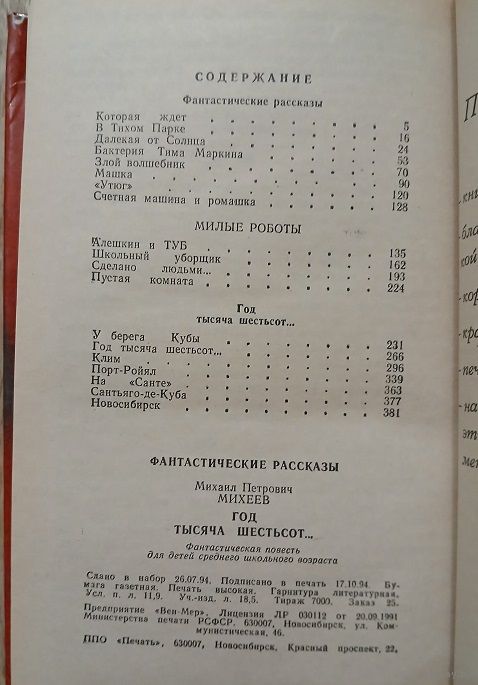 СОДЕРЖАНИЕ
Фантастические рассказы
Которая ждет . . . . . . . . 5
В Тихом Парке . . . . . . . . 16
Далекая от Солнца . . . . . . . 24
Бактерия Тима Маркина . . . . . . 53
Злой волшебник . . . . . . . . 70
Машка . . . . . . . . . 90
«Утюг» . . . . . . . . . 120
Счетная машина и ромашка . . . . . . 128
МИЛЫЕ РОБОТЫ
Алешкин и ТУБ . . . . . . . . 135
Школьный уборщик . . . . . . . 162
Сделано людьми... . . . . . . . 193
Пустая комната . . . . . . . . 224
Год
тысяча шестьсот...
У берега Кубы . . . . . . . . 231
Год тысяча шестьсот... . . . . . . 266
Клим . . . . . . . . . 296
Порт-Ройял . . . . . . . . 339
На «Санте» . . . . . . . . 363
Сантьяго-де-Куба . . . . . . . 377
Новосибирск . . . . . . . . 381
ФАНТАСТИЧЕСКИЕ РАССКАЗЫ
Михаил Петрович
МИХЕЕВ
ГОД
ТЫСЯЧА ШЕСТЬСОТ...
Фантастическая повесть
для детей среднего школьного возраста
Сдано в набор 26.07.94. Подписано в печать 17.10.94. Бу-
мага газетная. Печать высокая. Гарнитура литературная.
Усл. п. л. 11,9. Уч.-изд. л. 18,5. Тираж 7000. Заказ 25.
Предприятие «Вен-Мер». Лицензия ЛР 030112 от 20.09.1991
Министерства печати РСФСР, 630007, Новосибирск, ул. Ком-
мунистическая, 46.
ППО «Печать», 630007, Новосибирск, Красный проспект, 22,